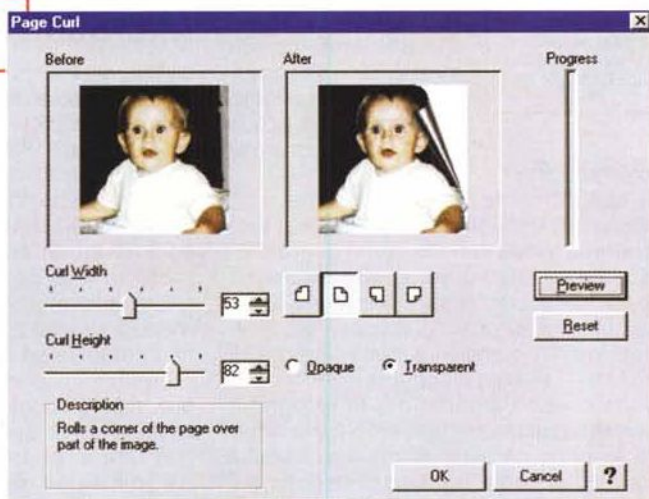 Page Curl
Before
After
Progress
Curl Width
53
Preview
Reset
Curl Height
82
Opaque
Transparent
Description
Rolls a corner of the page over
part of the image.
OK
Cancel
?